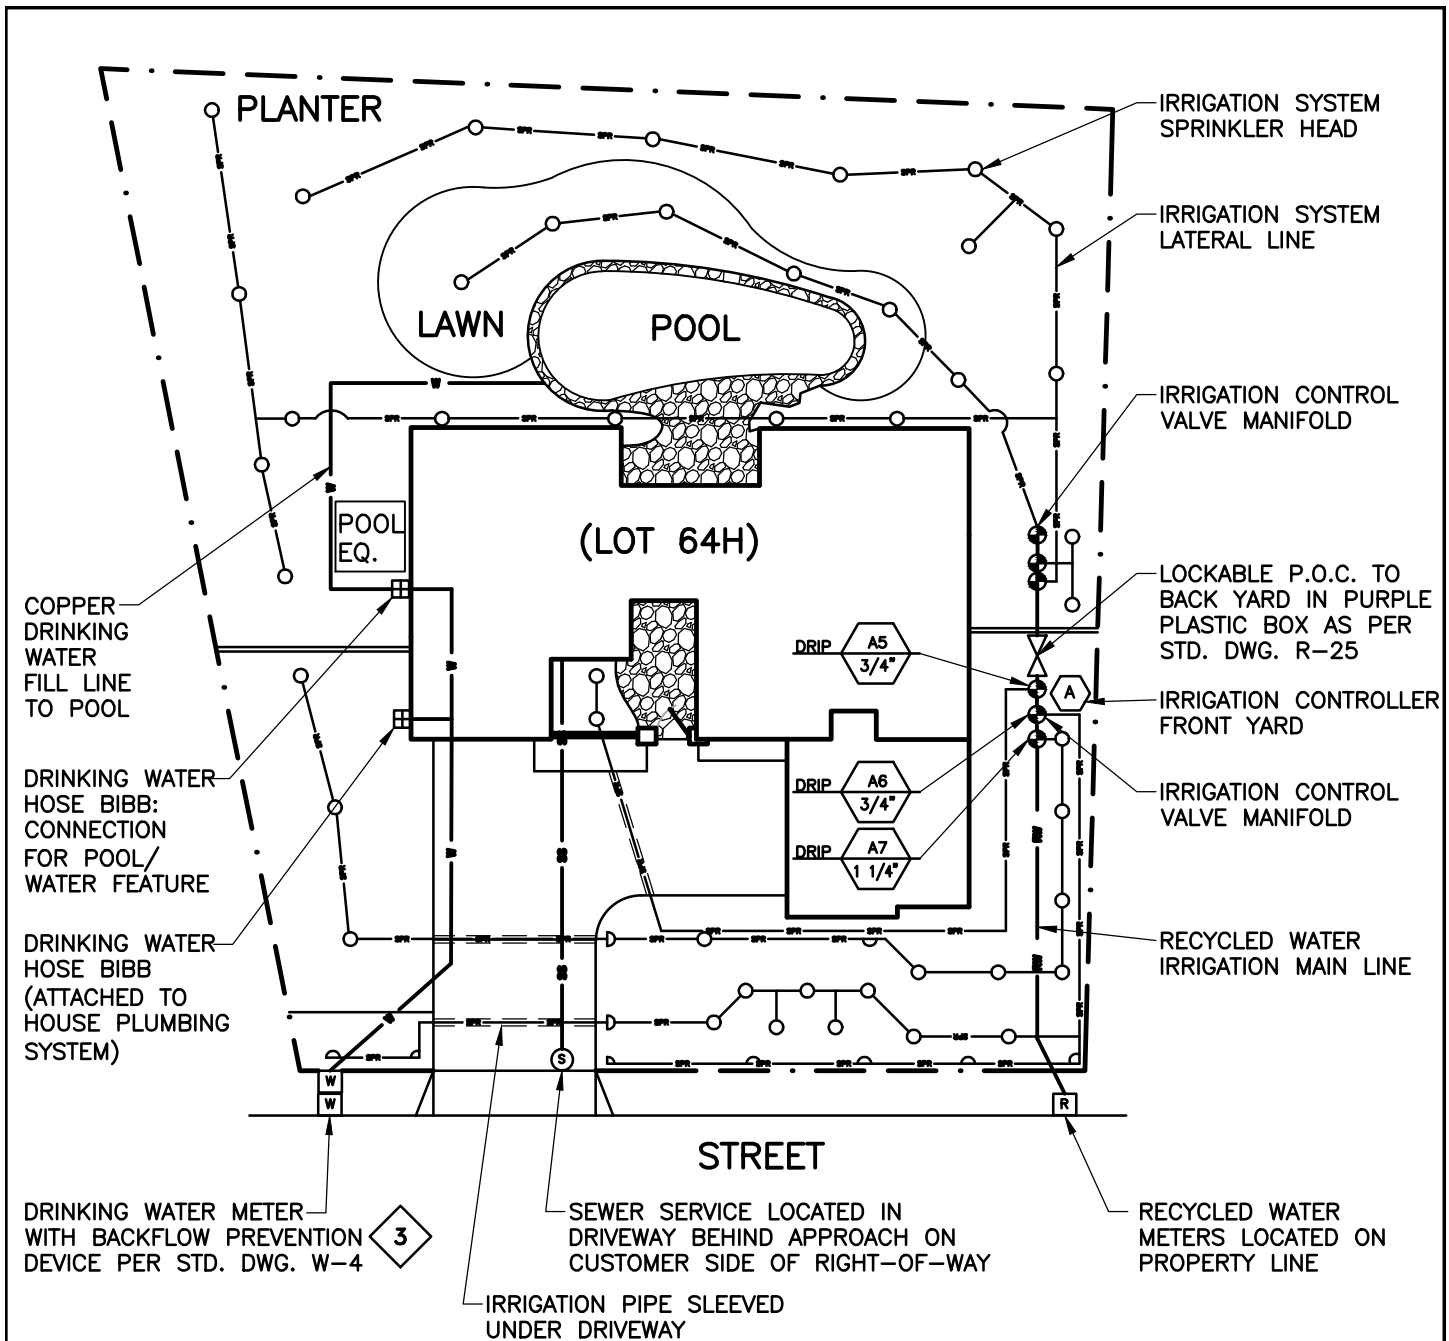 PLANTER
IRRIGATION SYSTEM
SPRINKLER HEAD
IRRIGATION SYSTEM
LATERAL LINE
LAWN
POOL
IRRIGATION CONTROL
VALVE MANIFOLD
POOL
EQ.
(LOT 64H)
COPPER
DRINKING
WATER
FILL LINE
TO POOL
LOCKABLE P.O.C. TO
BACK YARD IN PURPLE
PLASTIC BOX AS PER
STD. DWG. R-25
DRIP
A5
3/4"
A
IRRIGATION CONTROLLER
FRONT YARD
DRINKING WATER
HOSE BIBB:
CONNECTION
FOR POOL/
WATER FEATURE
DRIP
A6
3/4"
IRRIGATION CONTROL
VALVE MANIFOLD
DRIP
A7
1 1/4"
DRINKING WATER
HOSE BIBB
(ATTACHED TO
HOUSE PLUMBING
SYSTEM)
RECYCLED WATER
IRRIGATION MAIN LINE
SPR
W
SS
RW
S
W
W
R
STREET
DRINKING WATER METER
WITH BACKFLOW PREVENTION
DEVICE PER STD. DWG. W-4
3
SEWER SERVICE LOCATED IN
DRIVEWAY BEHIND APPROACH ON
CUSTOMER SIDE OF RIGHT-OF-WAY
RECYCLED WATER
METERS LOCATED ON
PROPERTY LINE
IRRIGATION PIPE SLEEVED
UNDER DRIVEWAY